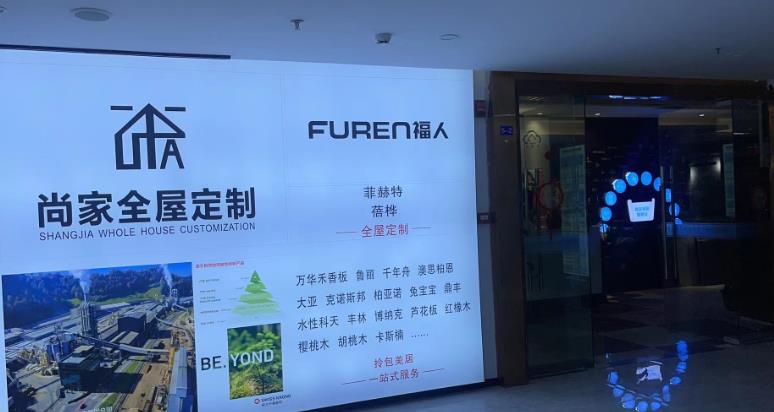 尚家全屋定制
SHANGJIA WHOLE HOUSE CUSTOMIZATION
FUREN福人
菲赫特
蓓桦
全屋定制
万华禾香板 鲁丽 千年舟 澳思柏恩
大亚 克诺斯邦 柏亚诺 兔宝宝 鼎丰
水性科天 丰林 博纳克 芦花板 红橡木
樱桃木 胡桃木 卡斯楠 ……
拎包美居
一站式服务
BE.YOND
SWISS KRONO